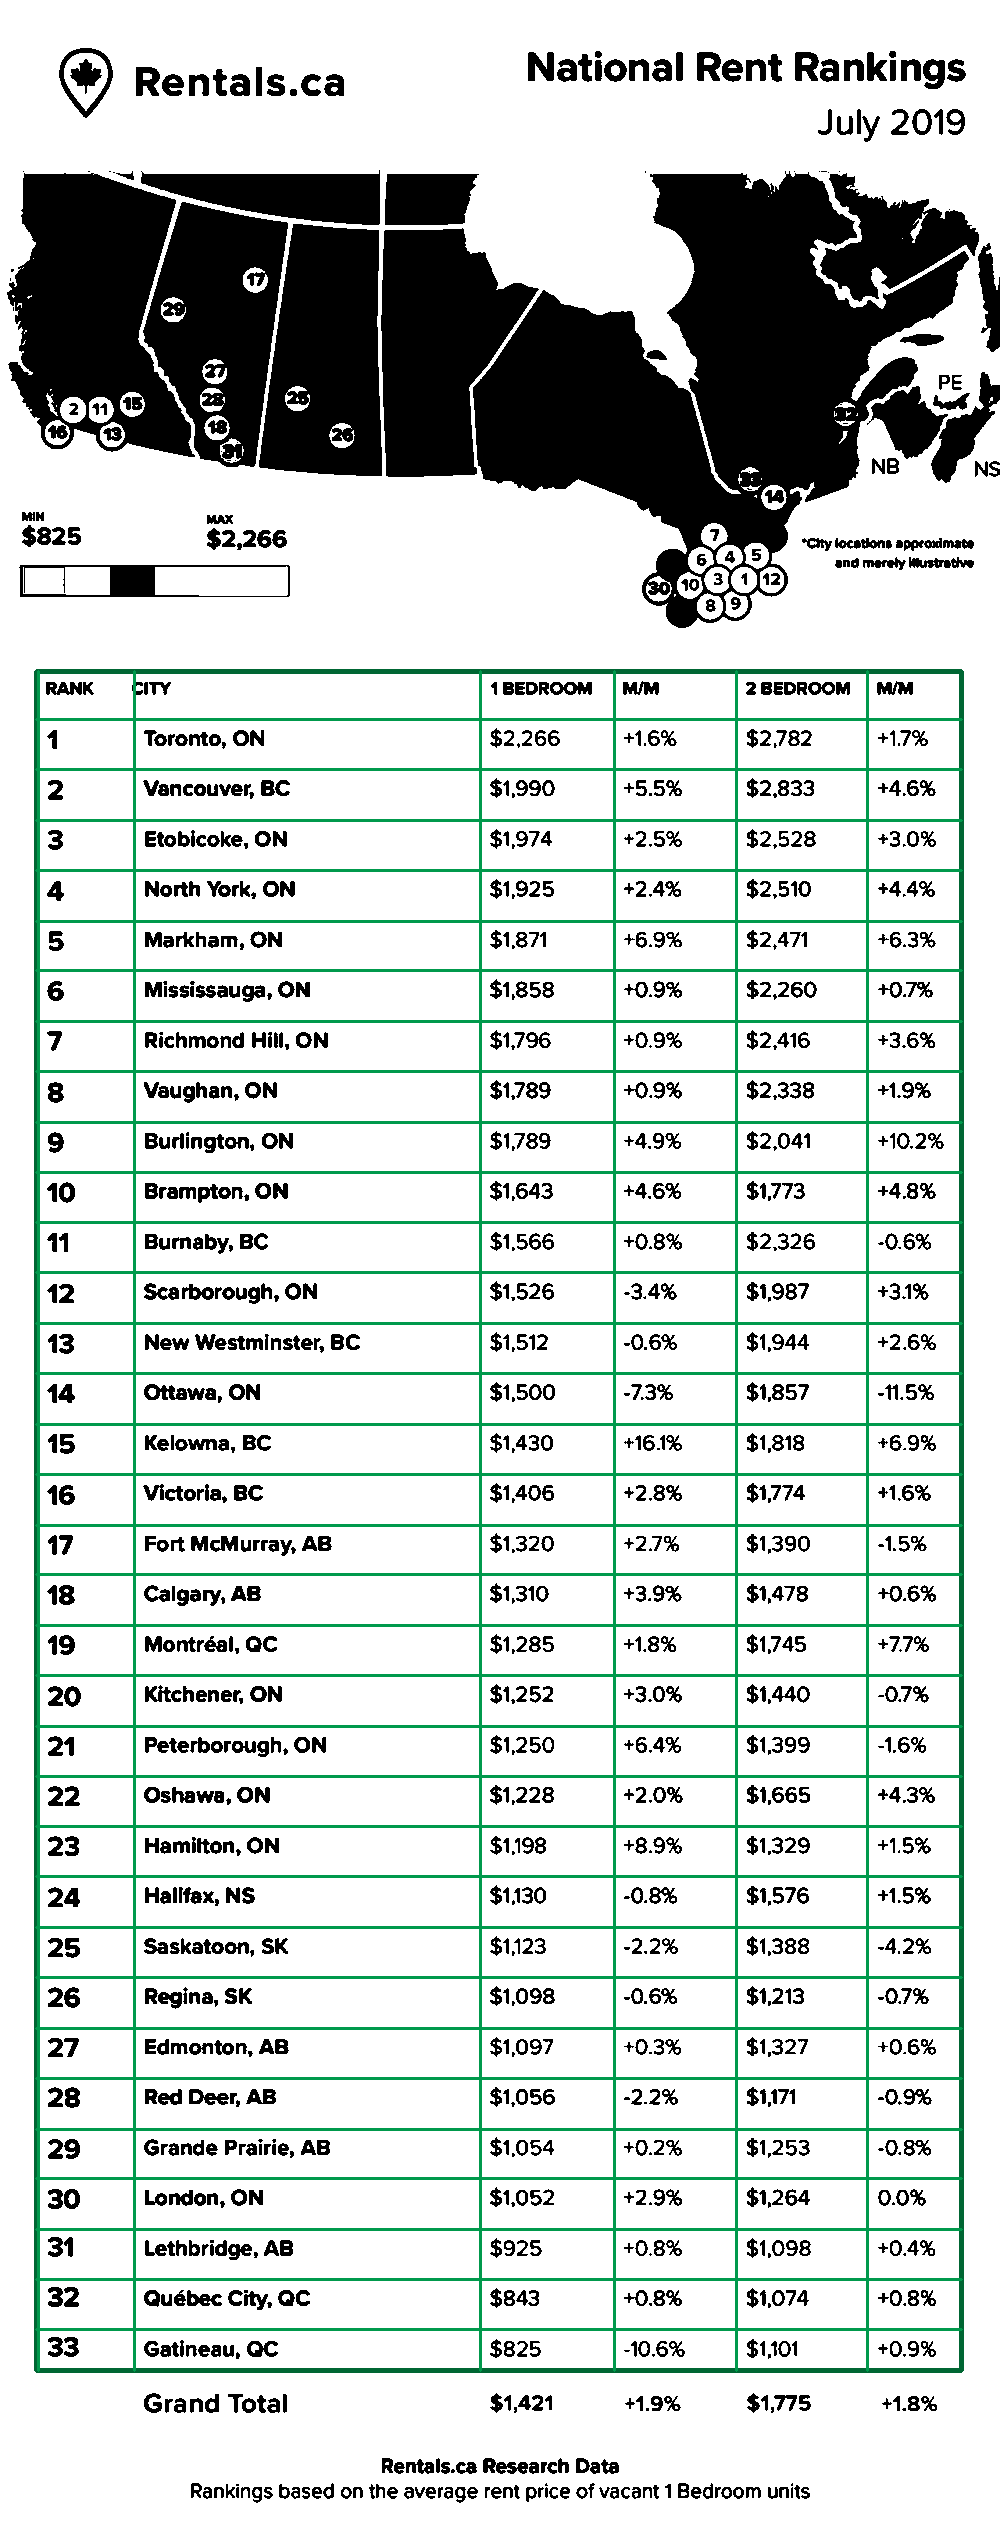 Rentals.ca
National Rent Rankings
July 2019
17
29
27
28
25
2 11 15
18
26
16 13
31
32
PE
NB
NS
33
14
7
6 4 5
30 10 3 1 12
8 9
MIN MAX
$825 $2,266
*City locations approximate
and merely illustrative
RANK CITY 1 BEDROOM M/M 2 BEDROOM M/M
1 Toronto, ON $2,266 +1.6% $2,782 +1.7%
2 Vancouver, BC $1,990 +5.5% $2,833 +4.6%
3 Etobicoke, ON $1,974 +2.5% $2,528 +3.0%
4 North York, ON $1,925 +2.4% $2,510 +4.4%
5 Markham, ON $1,871 +6.9% $2,471 +6.3%
6 Mississauga, ON $1,858 +0.9% $2,260 +0.7%
7 Richmond Hill, ON $1,796 +0.9% $2,416 +3.6%
8 Vaughan, ON $1,789 +0.9% $2,338 +1.9%
9 Burlington, ON $1,789 +4.9% $2,041 +10.2%
10 Brampton, ON $1,643 +4.6% $1,773 +4.8%
11 Burnaby, BC $1,566 +0.8% $2,326 -0.6%
12 Scarborough, ON $1,526 -3.4% $1,987 +3.1%
13 New Westminster, BC $1,512 -0.6% $1,944 +2.6%
14 Ottawa, ON $1,500 -7.3% $1,857 -11.5%
15 Kelowna, BC $1,430 +16.1% $1,818 +6.9%
16 Victoria, BC $1,406 +2.8% $1,774 +1.6%
17 Fort McMurray, AB $1,320 +2.7% $1,390 -1.5%
18 Calgary, AB $1,310 +3.9% $1,478 +0.6%
19 Montréal, QC $1,285 +1.8% $1,745 +7.7%
20 Kitchener, ON $1,252 +3.0% $1,440 -0.7%
21 Peterborough, ON $1,250 +6.4% $1,399 -1.6%
22 Oshawa, ON $1,228 +2.0% $1,665 +4.3%
23 Hamilton, ON $1,198 +8.9% $1,329 +1.5%
24 Halifax, NS $1,130 -0.8% $1,576 +1.5%
25 Saskatoon, SK $1,123 -2.2% $1,388 -4.2%
26 Regina, SK $1,098 -0.6% $1,213 -0.7%
27 Edmonton, AB $1,097 +0.3% $1,327 +0.6%
28 Red Deer, AB $1,056 -2.2% $1,171 -0.9%
29 Grande Prairie, AB $1,054 +0.2% $1,253 -0.8%
30 London, ON $1,052 +2.9% $1,264 0.0%
31 Lethbridge, AB $925 +0.8% $1,098 +0.4%
32 Québec City, QC $843 +0.8% $1,074 +0.8%
33 Gatineau, QC $825 -10.6% $1,101 +0.9%
Grand Total $1,421 +1.9% $1,775 +1.8%
Rentals.ca Research Data
Rankings based on the average rent price of vacant 1 Bedroom units